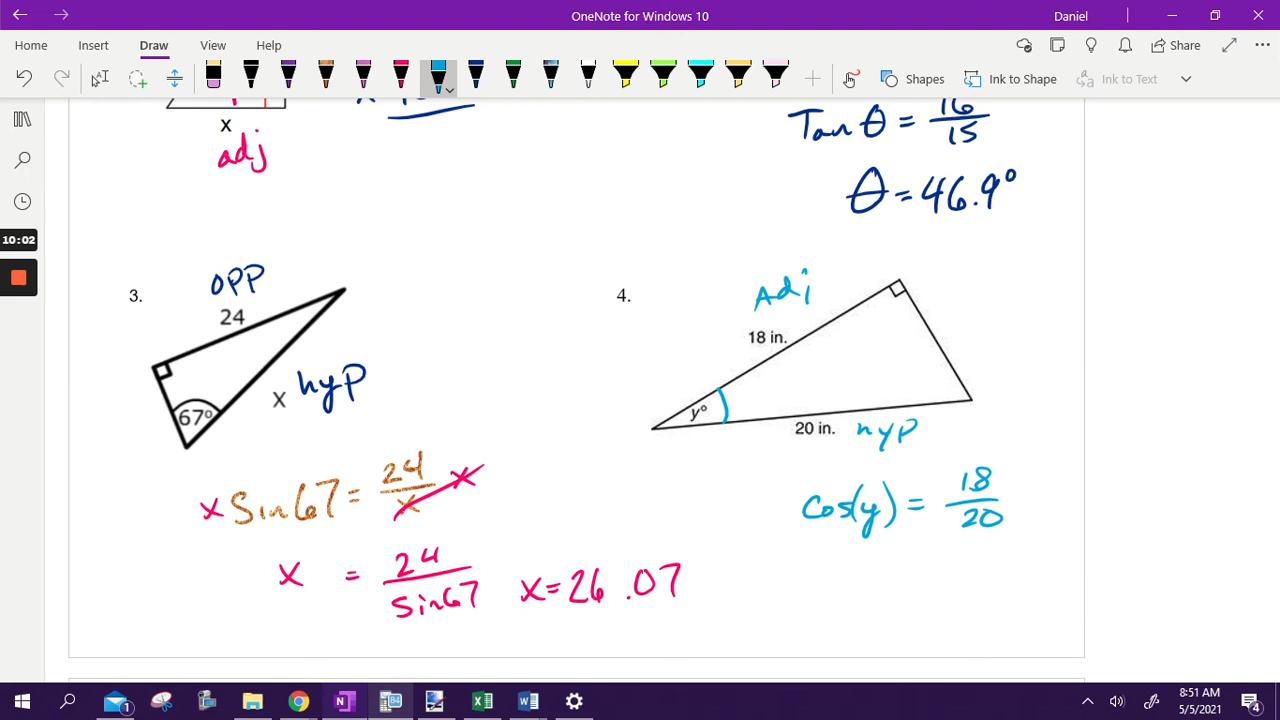 OneNote for Windows 10
Daniel
Home Insert Draw View Help
Share
Shapes
Ink to Shape
Ink to Text
x
adj
Tan θ = 16/15
θ = 46.9°
10:02
3.
OPP
24
67°
x hyp
x Sin67 = 24/x x
x = 24/sin67 x=26.07
4.
Adj
18 in.
y°
20 in. hyp
Cos(y) = 18/20
1
8:51 AM
5/5/2021
4